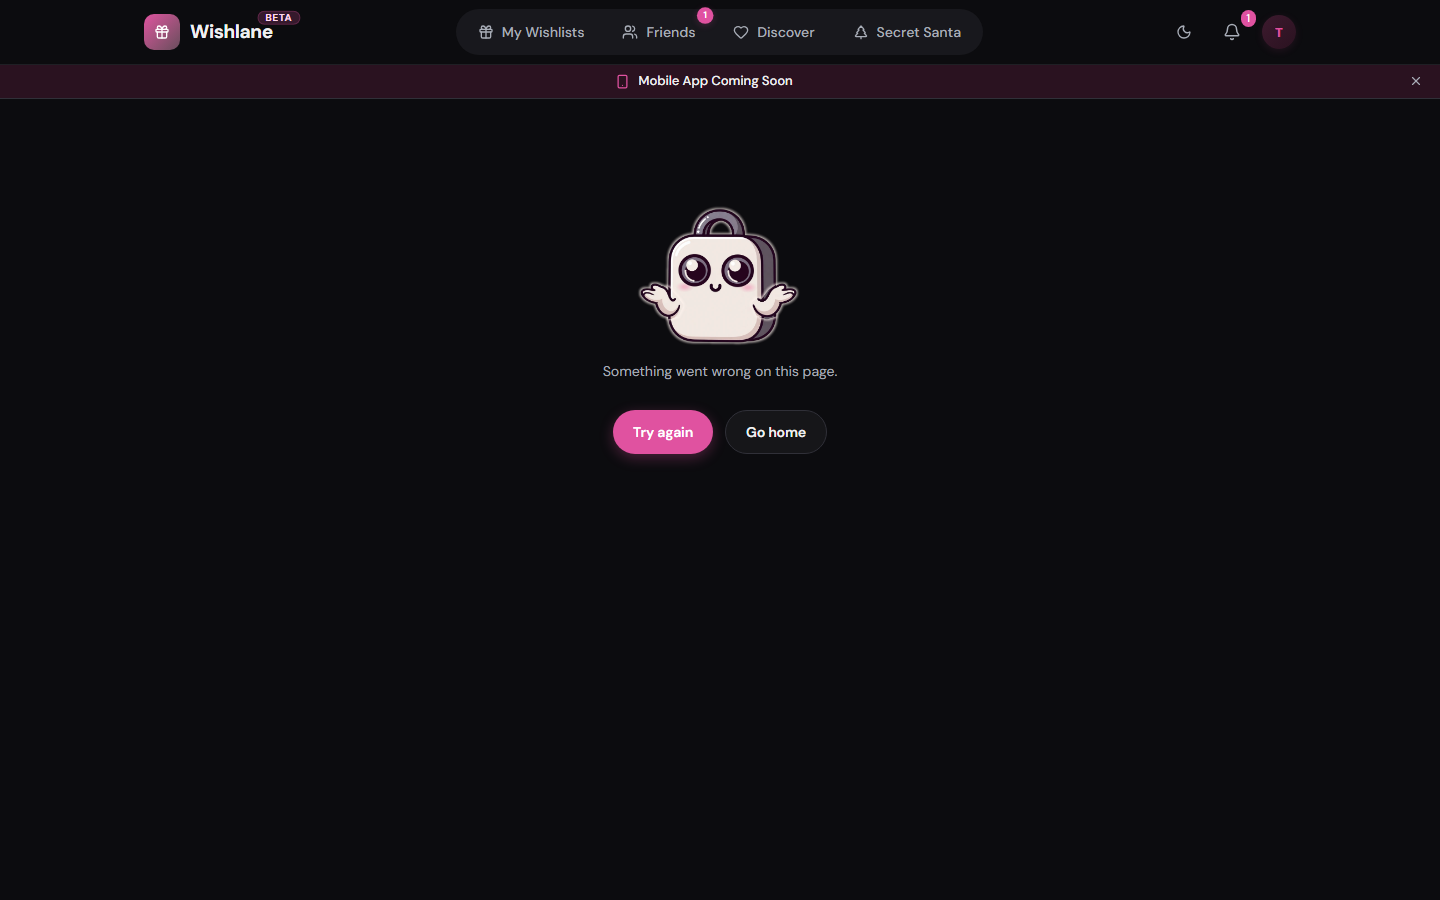 Wishlane
BETA
My Wishlists
Friends
1
Discover
Secret Santa
1
T
Mobile App Coming Soon
Something went wrong on this page.
Try again
Go home